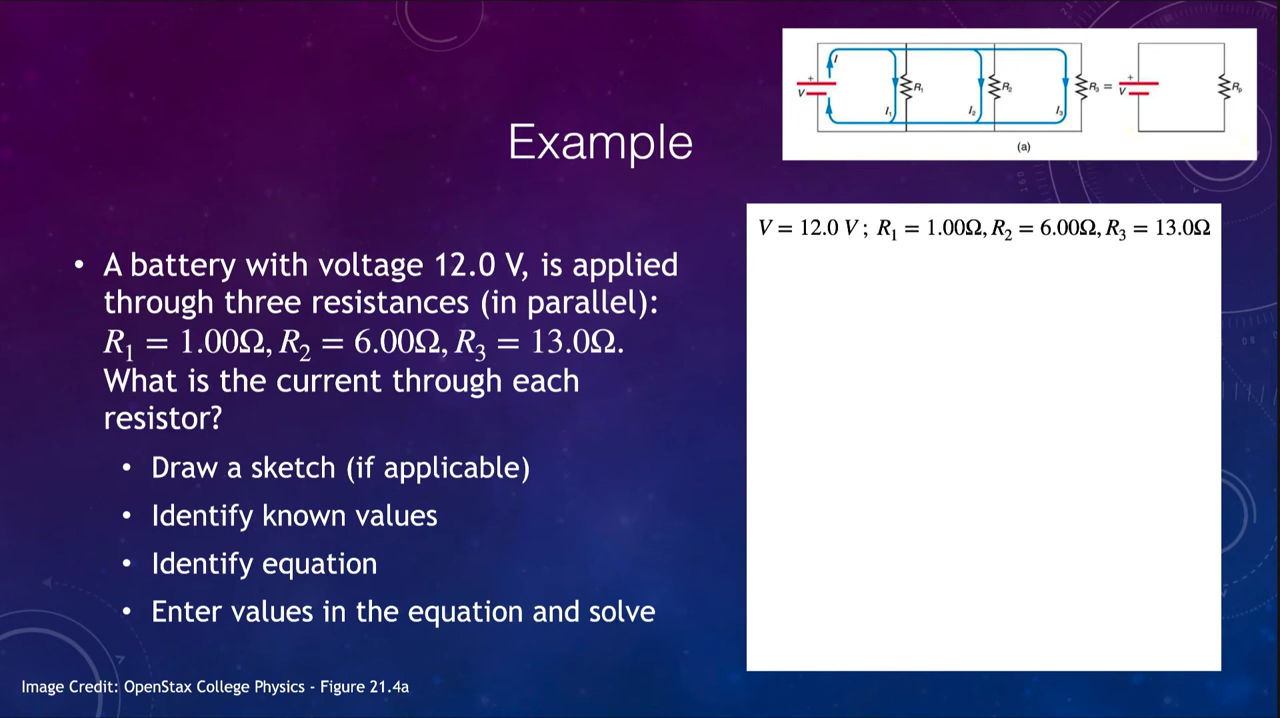 Example
+
V
I
I₁
R₁
I₂
R₂
I₃
R₃
=
+
V
Rₚ
(a)
• A battery with voltage 12.0 V, is applied
through three resistances (in parallel):
R₁ = 1.00Ω, R₂ = 6.00Ω, R₃ = 13.0Ω.
What is the current through each
resistor?
• Draw a sketch (if applicable)
• Identify known values
• Identify equation
• Enter values in the equation and solve
V = 12.0 V ; R₁ = 1.00Ω, R₂ = 6.00Ω, R₃ = 13.0Ω
Image Credit: OpenStax College Physics - Figure 21.4a